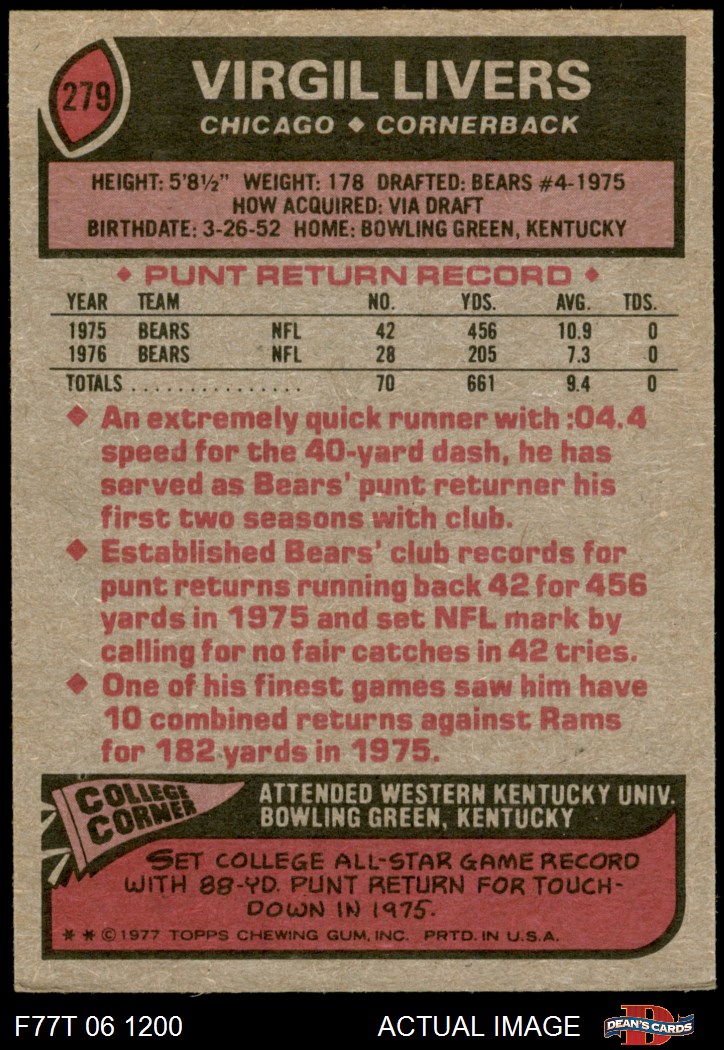 279
VIRGIL LIVERS
CHICAGO ◆ CORNERBACK
HEIGHT: 5'8½" WEIGHT: 178 DRAFTED: BEARS #4-1975
HOW ACQUIRED: VIA DRAFT
BIRTHDATE: 3-26-52 HOME: BOWLING GREEN, KENTUCKY
◆ PUNT RETURN RECORD ◆
YEAR TEAM NO. YDS. AVG. TDS.
1975 BEARS NFL 42 456 10.9 0
1976 BEARS NFL 28 205 7.3 0
TOTALS ................ 70 661 9.4 0
◆ An extremely quick runner with :04.4
speed for the 40-yard dash, he has
served as Bears' punt returner his
first two seasons with club.
◆ Established Bears' club records for
punt returns running back 42 for 456
yards in 1975 and set NFL mark by
calling for no fair catches in 42 tries.
◆ One of his finest games saw him have
10 combined returns against Rams
for 182 yards in 1975.
COLLEGE
CORNER
ATTENDED WESTERN KENTUCKY UNIV.
BOWLING GREEN, KENTUCKY
SET COLLEGE ALL-STAR GAME RECORD
WITH 88-YD. PUNT RETURN FOR TOUCH-
DOWN IN 1975.
* * © 1977 TOPPS CHEWING GUM, INC. PRTD. IN U.S.A.
F77T 06 1200 ACTUAL IMAGE
D
DEAN'S CARDS